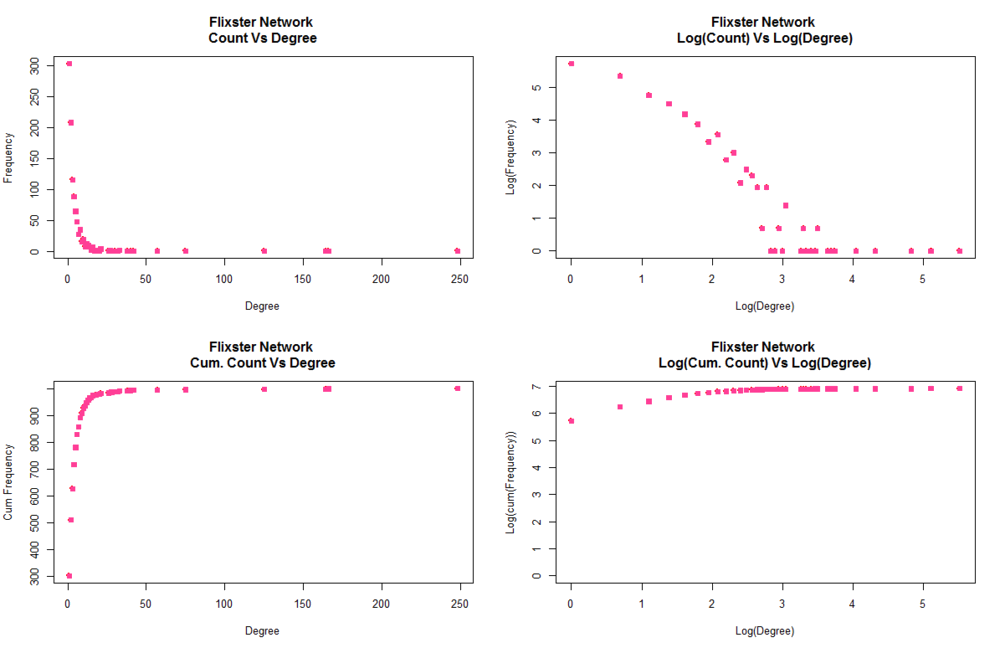 Flixster Network
Count Vs Degree
Frequency
300
250
200
150
100
50
0
0 50 100 150 200 250
Degree
Flixster Network
Log(Count) Vs Log(Degree)
Log(Frequency)
5
4
3
2
1
0
0 1 2 3 4 5
Log(Degree)
Flixster Network
Cum. Count Vs Degree
Cum Frequency
900
800
700
600
500
400
300
0 50 100 150 200 250
Degree
Flixster Network
Log(Cum. Count) Vs Log(Degree)
Log(cum(Frequency))
7
6
5
4
3
2
1
0
0 1 2 3 4 5
Log(Degree)